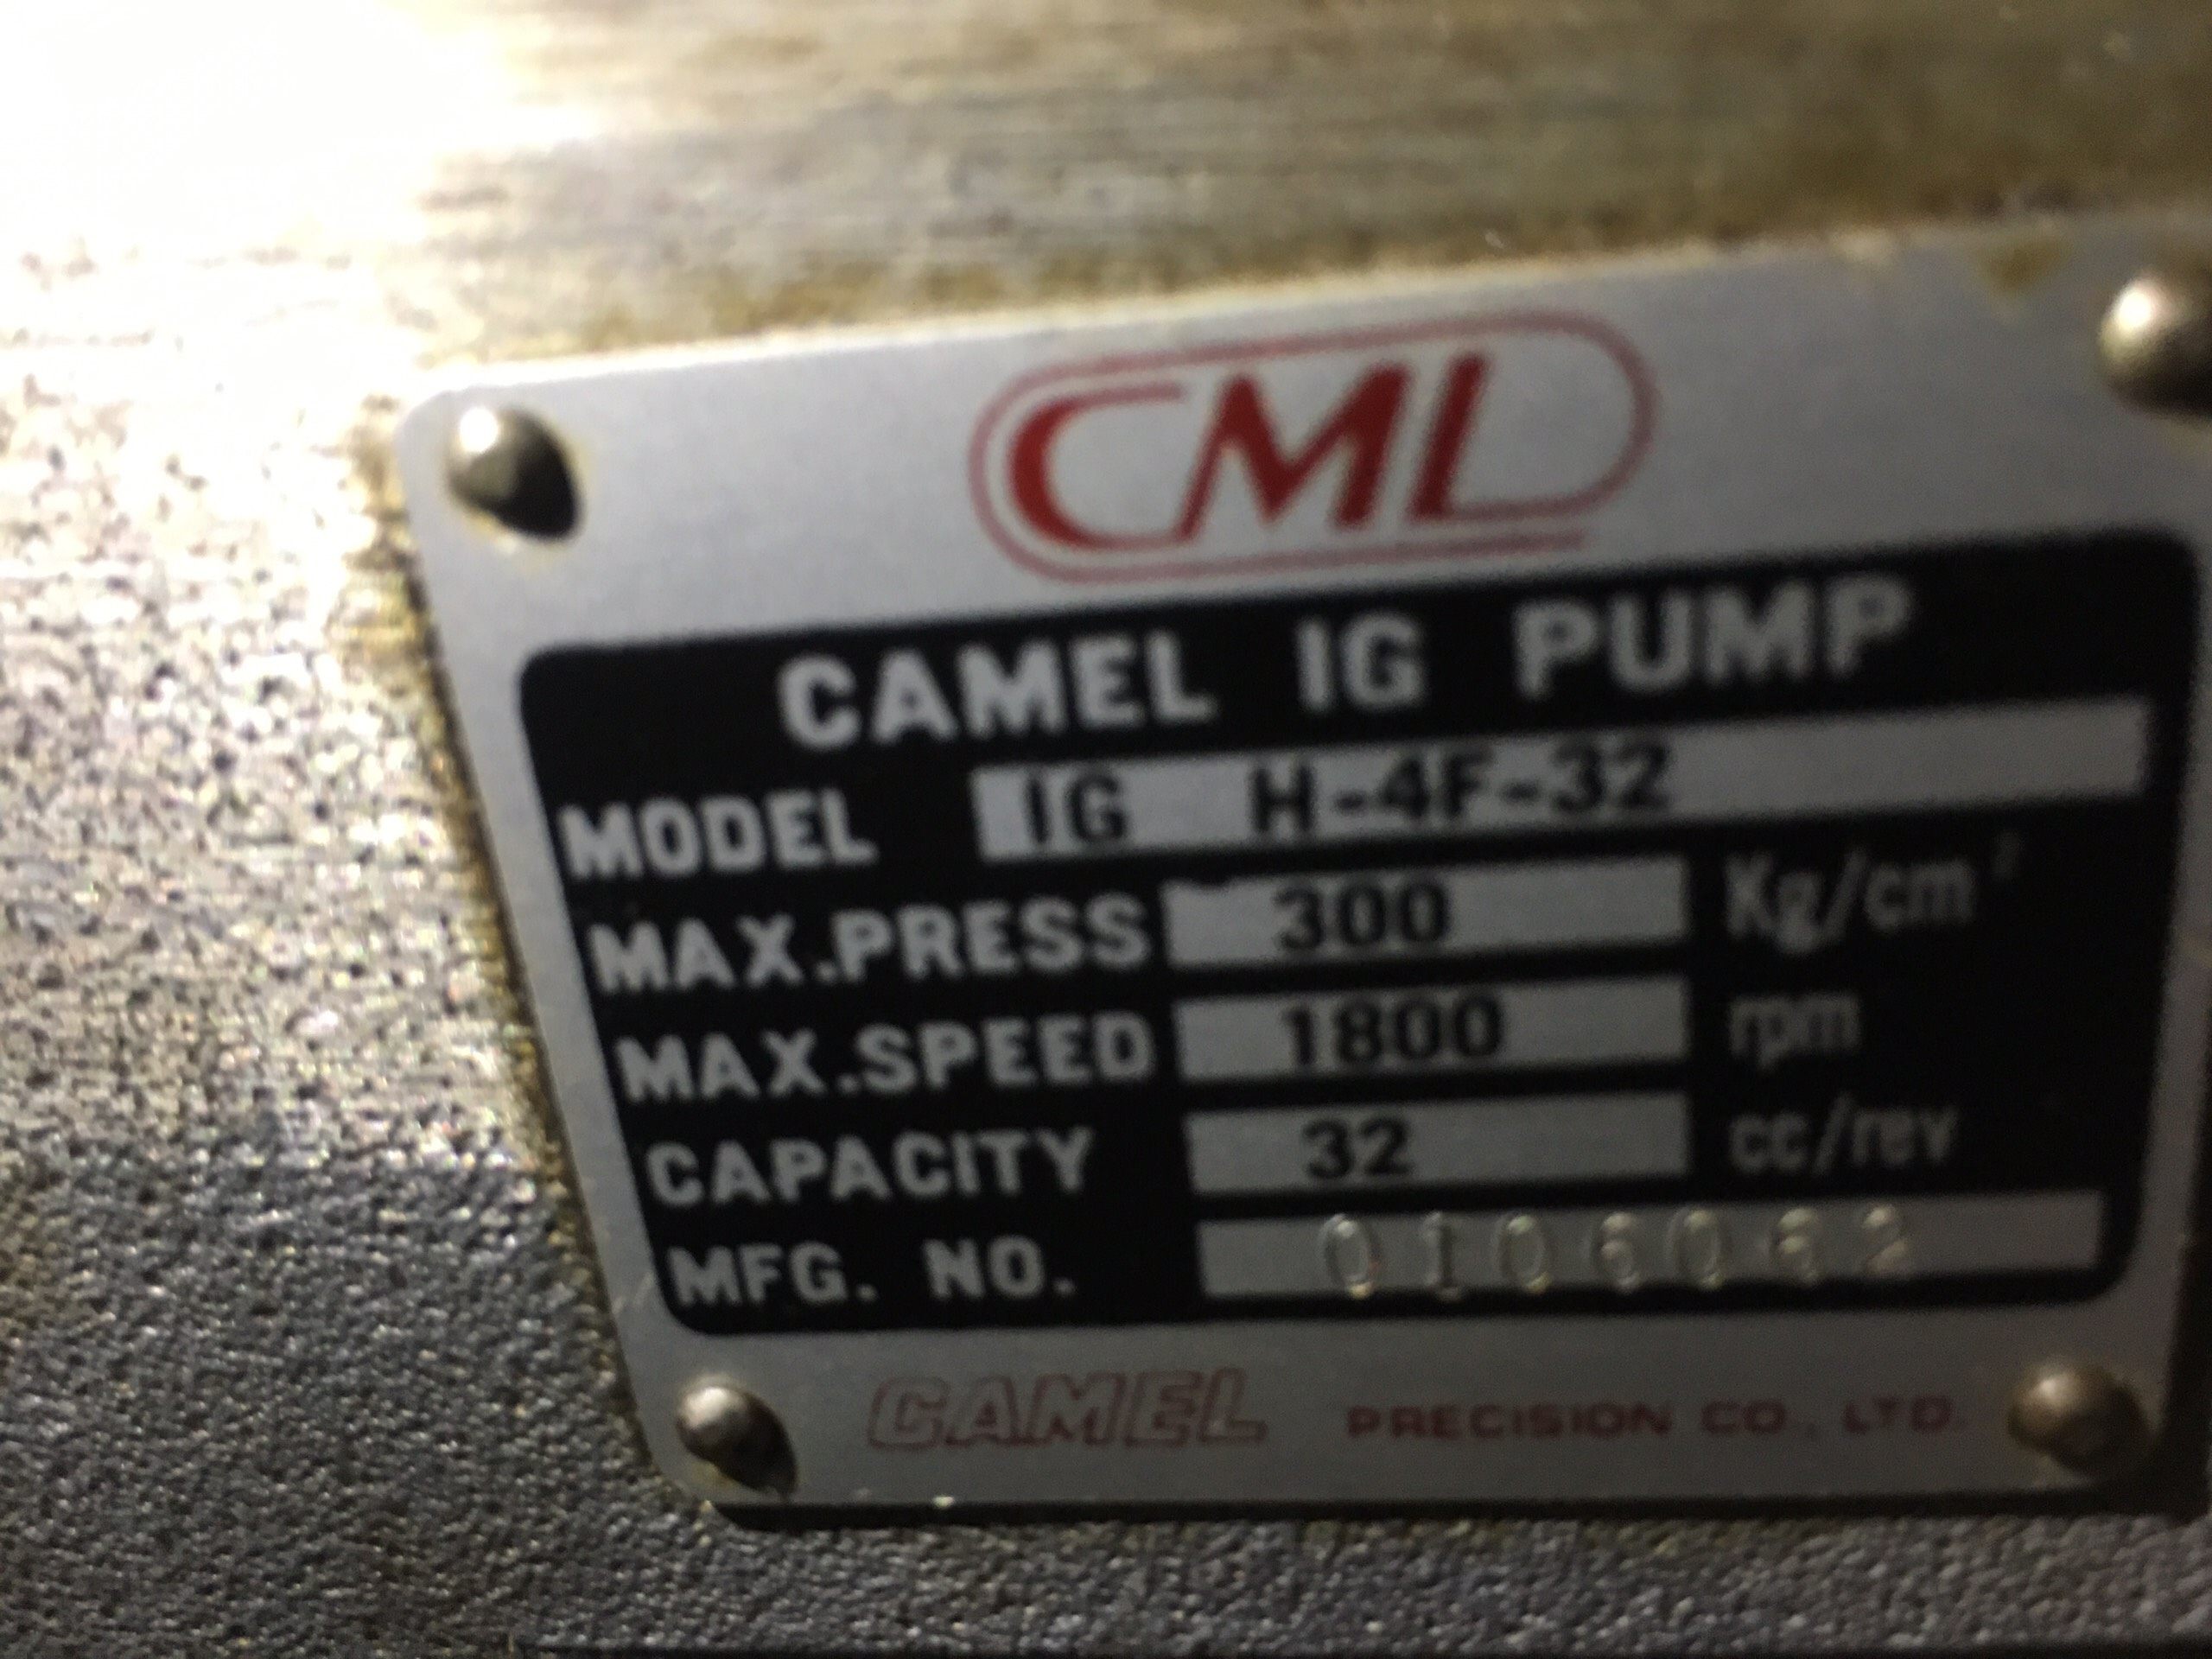 CML
CAMEL IG PUMP
MODEL IG H-4F-32
MAX.PRESS 300 Kg/cm²
MAX.SPEED 1800 rpm
CAPACITY 32 cc/rev
MFG. NO. 0106062
CAMEL PRECISION CO., LTD.